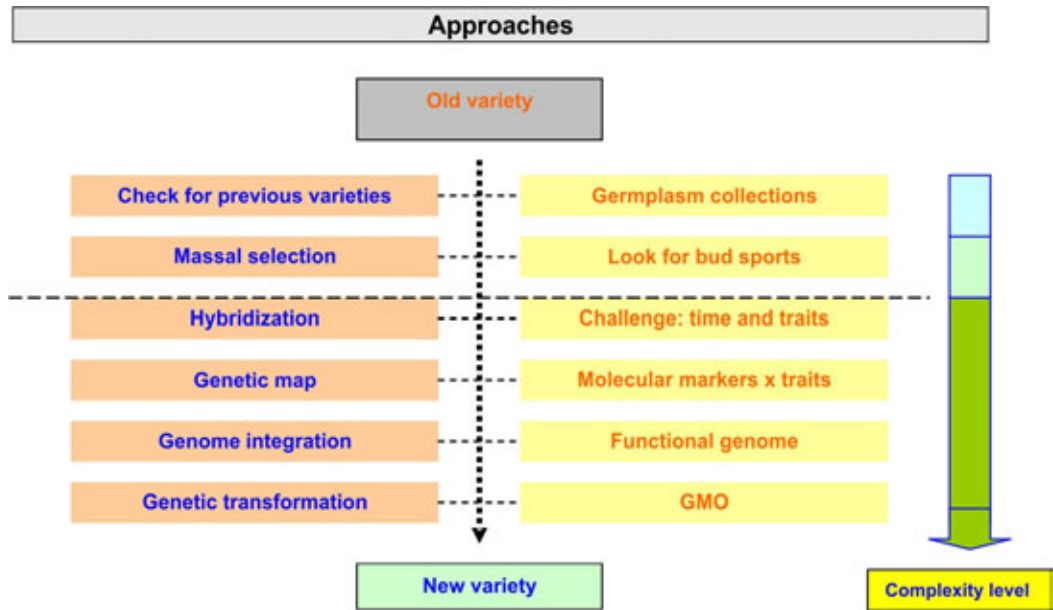 Approaches
Old variety
Check for previous varieties
Germplasm collections
Massal selection
Look for bud sports
Hybridization
Challenge: time and traits
Genetic map
Molecular markers x traits
Genome integration
Functional genome
Genetic transformation
GMO
New variety
Complexity level